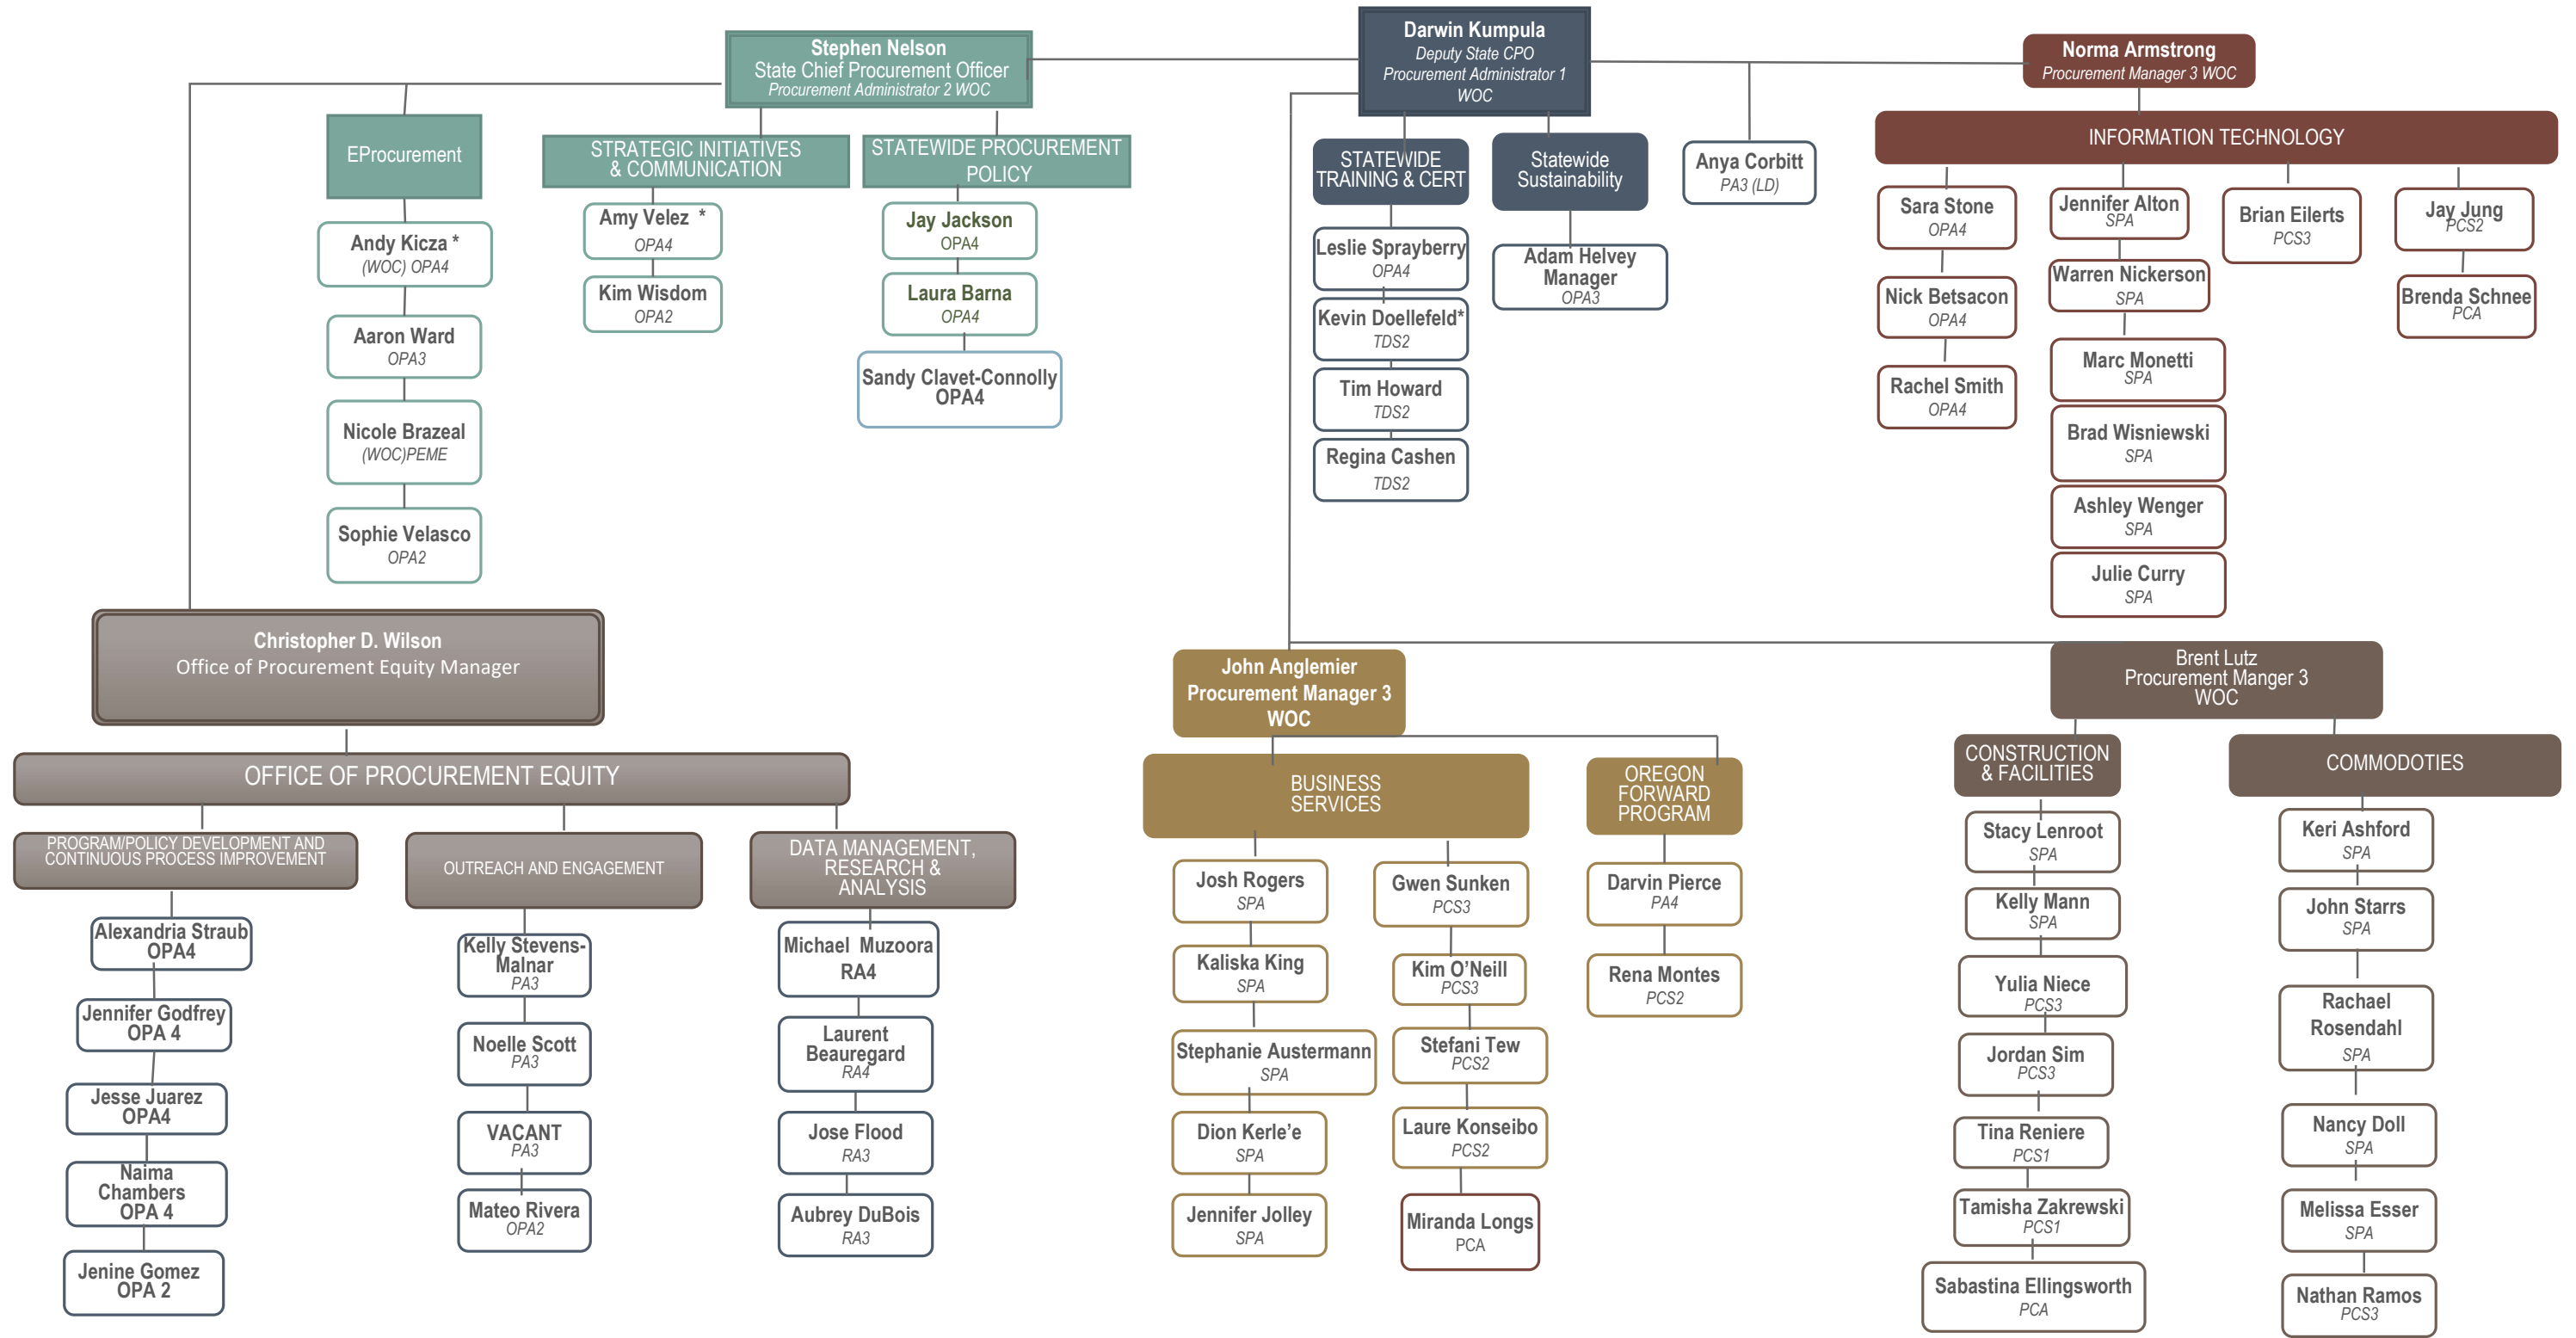 Stephen Nelson
State Chief Procurement Officer
Procurement Administrator 2 WOC
Darwin Kumpula
Deputy State CPO
Procurement Administrator 1
WOC
Norma Armstrong
Procurement Manager 3 WOC
EProcurement
Andy Kicza *
(WOC) OPA4
Aaron Ward
OPA3
Nicole Brazeal
(WOC)PEME
Sophie Velasco
OPA2
STRATEGIC INITIATIVES
& COMMUNICATION
Amy Velez *
OPA4
Kim Wisdom
OPA2
STATEWIDE PROCUREMENT
POLICY
Jay Jackson
OPA4
Laura Barna
OPA4
Sandy Clavet-Connolly
OPA4
STATEWIDE
TRAINING & CERT
Leslie Sprayberry
OPA4
Kevin Doellefeld*
TDS2
Tim Howard
TDS2
Regina Cashen
TDS2
Statewide
Sustainability
Adam Helvey
Manager
OPA3
Anya Corbitt
PA3 (LD)
INFORMATION TECHNOLOGY
Sara Stone
OPA4
Nick Betsacon
OPA4
Rachel Smith
OPA4
Jennifer Alton
SPA
Warren Nickerson
SPA
Marc Monetti
SPA
Brad Wisniewski
SPA
Ashley Wenger
SPA
Julie Curry
SPA
Brian Eilerts
PCS3
Jay Jung
PCS2
Brenda Schnee
PCA
Christopher D. Wilson
Office of Procurement Equity Manager
OFFICE OF PROCUREMENT EQUITY
PROGRAM/POLICY DEVELOPMENT AND
CONTINUOUS PROCESS IMPROVEMENT
Alexandria Straub
OPA4
Jennifer Godfrey
OPA 4
Jesse Juarez
OPA4
Naima
Chambers
OPA 4
Jenine Gomez
OPA 2
OUTREACH AND ENGAGEMENT
Kelly Stevens-
Malnar
PA3
Noelle Scott
PA3
VACANT
PA3
Mateo Rivera
OPA2
DATA MANAGEMENT,
RESEARCH &
ANALYSIS
Michael Muzoora
RA4
Laurent
Beauregard
RA4
Jose Flood
RA3
Aubrey DuBois
RA3
John Anglemier
Procurement Manager 3
WOC
BUSINESS
SERVICES
Josh Rogers
SPA
Kaliska King
SPA
Stephanie Austermann
SPA
Dion Kerle’e
SPA
Jennifer Jolley
SPA
Gwen Sunken
PCS3
Kim O’Neill
PCS3
Stefani Tew
PCS2
Laure Konseibo
PCS2
Miranda Longs
PCA
OREGON
FORWARD
PROGRAM
Darvin Pierce
PA4
Rena Montes
PCS2
Brent Lutz
Procurement Manger 3
WOC
CONSTRUCTION
& FACILITIES
Stacy Lenroot
SPA
Kelly Mann
SPA
Yulia Niece
PCS3
Jordan Sim
PCS3
Tina Reniere
PCS1
Tamisha Zakrewski
PCS1
Sabastina Ellingsworth
PCA
COMMODOTIES
Keri Ashford
SPA
John Starrs
SPA
Rachael
Rosendahl
SPA
Nancy Doll
SPA
Melissa Esser
SPA
Nathan Ramos
PCS3